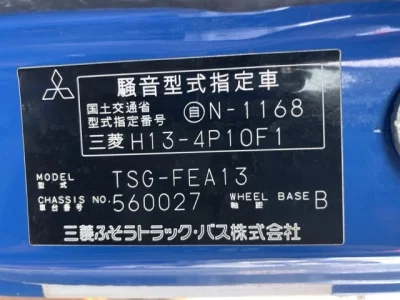 騒音型式指定車
国土交通省
型式指定番号 自N-1168
三菱 H13-4P10F1
MODEL
型式 TSG-FEA13
CHASSIS NO.
車台番号 560027 WHEEL BASE
軸距 B
三菱ふそうトラック・バス株式会社